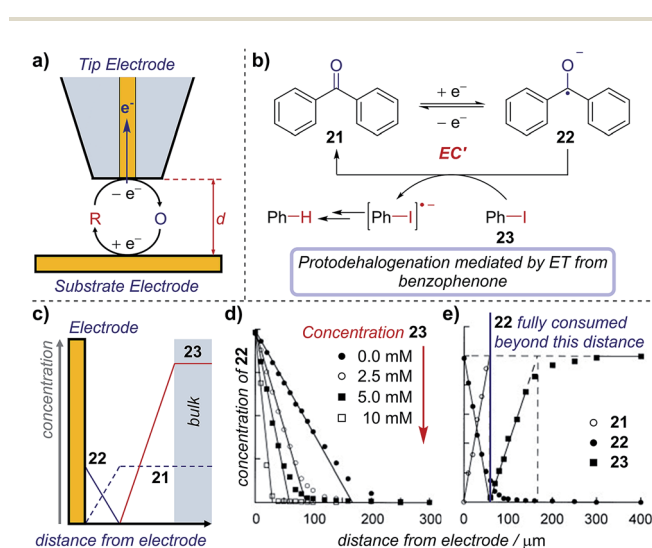 a)
Tip Electrode
e-
– e⁻
R
O
d
+ e⁻
Substrate Electrode
b)
O
+ e⁻
– e⁻
O⁻
•
21
22
EC'
Ph–H
[Ph–I]•–
Ph–I
23
Protodehalogenation mediated by ET from
benzophenone
c)
Electrode
concentration
23
22
21
bulk
distance from electrode
d)
Concentration 23
0.0 mM
2.5 mM
5.0 mM
10 mM
concentration of 22
0 100 200 300
e)
22 fully consumed
beyond this distance
21
22
23
0 100 200 300 400
distance from electrode / μm